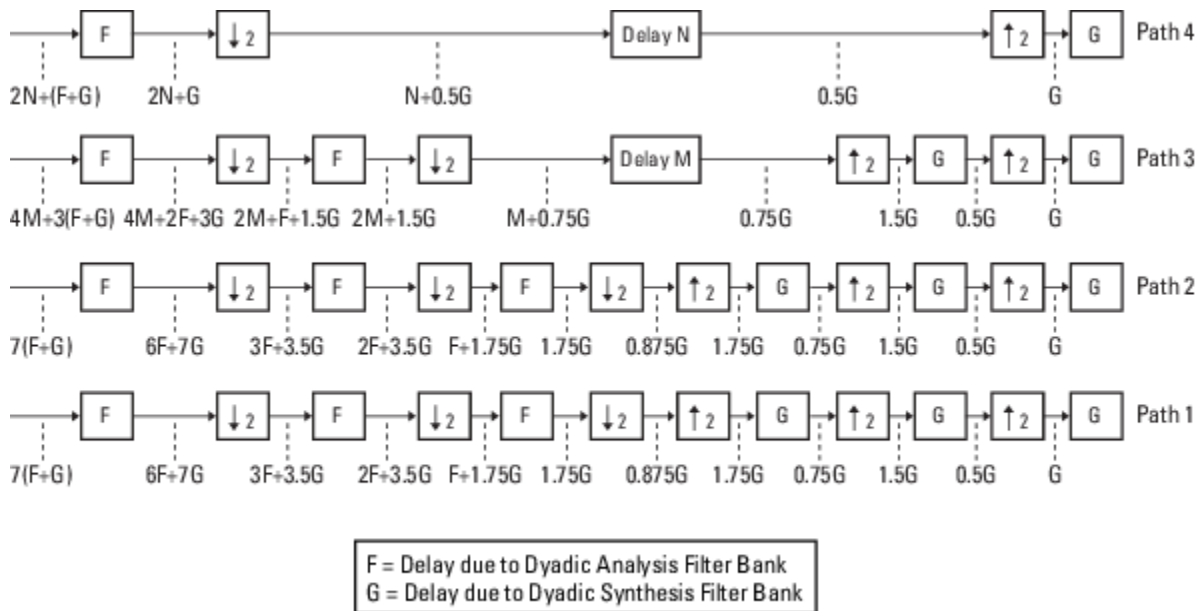 F ↓2 Delay N ↑2 G Path 4
2N+(F+G) 2N+G N+0.5G 0.5G G
F ↓2 F ↓2 Delay M ↑2 G ↑2 G Path 3
4M+3(F+G) 4M+2F+3G 2M+F+1.5G 2M+1.5G M+0.75G 0.75G 1.5G 0.5G G
F ↓2 F ↓2 F ↓2 ↑2 G ↑2 G ↑2 G Path 2
7(F+G) 6F+7G 3F+3.5G 2F+3.5G F+1.75G 1.75G 0.875G 1.75G 0.75G 1.5G 0.5G G
F ↓2 F ↓2 F ↓2 ↑2 G ↑2 G ↑2 G Path 1
7(F+G) 6F+7G 3F+3.5G 2F+3.5G F+1.75G 1.75G 0.875G 1.75G 0.75G 1.5G 0.5G G
F = Delay due to Dyadic Analysis Filter Bank
G = Delay due to Dyadic Synthesis Filter Bank